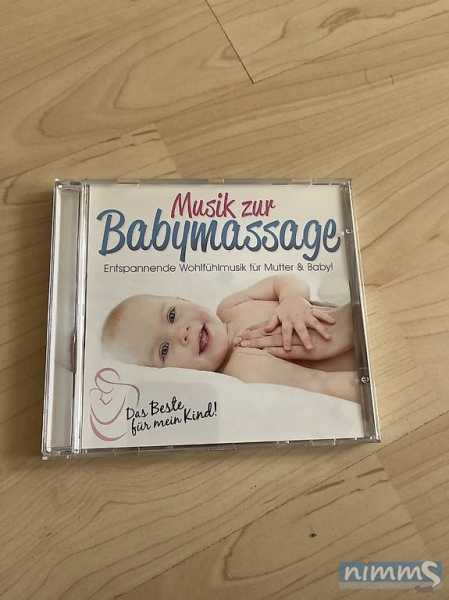 Musik zur
Babymassage
Entspannende Wohlfühlmusik für Mutter & Baby!
Das Beste
für mein Kind!
nimmS